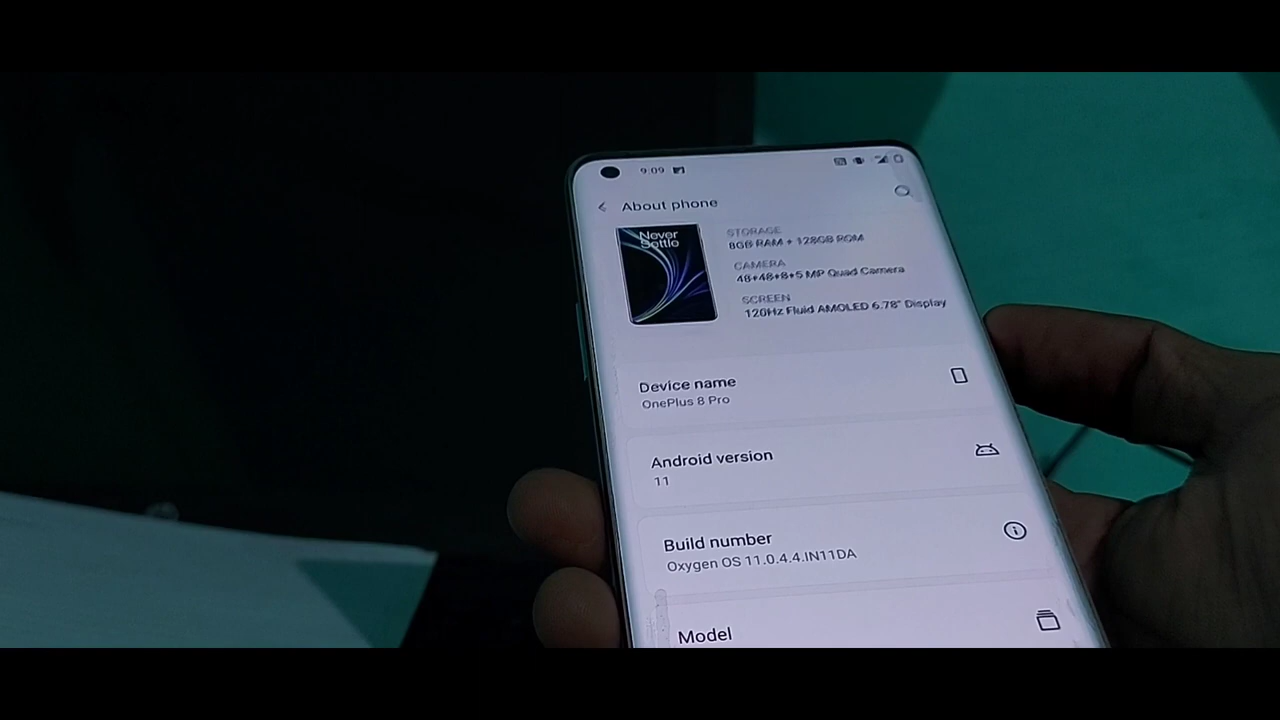 9:09
About phone
Never
Settle
STORAGE
8GB RAM + 128GB ROM
CAMERA
48+48+8+5 MP Quad Camera
SCREEN
120Hz Fluid AMOLED 6.78" Display
Device name
OnePlus 8 Pro
Android version
11
Build number
Oxygen OS 11.0.4.4.IN11DA
Model